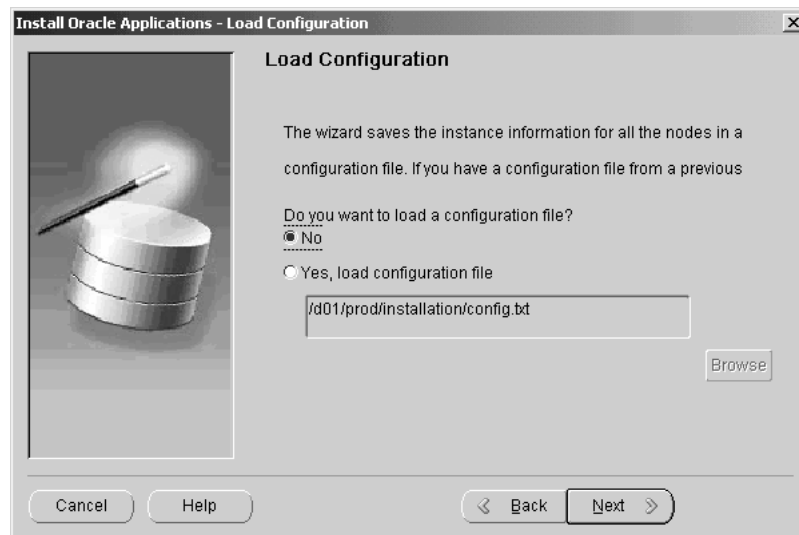 Install Oracle Applications - Load Configuration
Load Configuration
The wizard saves the instance information for all the nodes in a
configuration file. If you have a configuration file from a previous
Do you want to load a configuration file?
No
Yes, load configuration file
/d01/prod/installation/config.txt
Browse
Cancel
Help
Back
Next